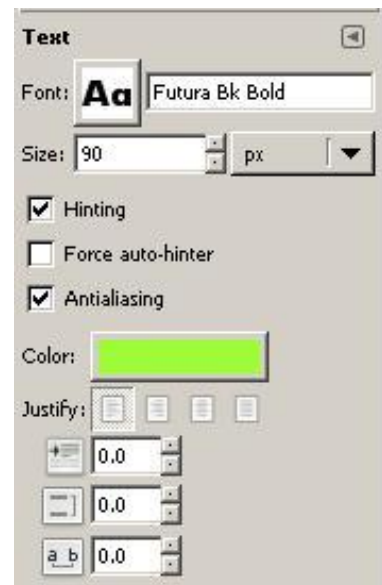 Text
Font: Aa Futura Bk Bold
Size: 90 px
Hinting
Force auto-hinter
Antialiasing
Color:
Justify:
0.0
0.0
a b 0.0